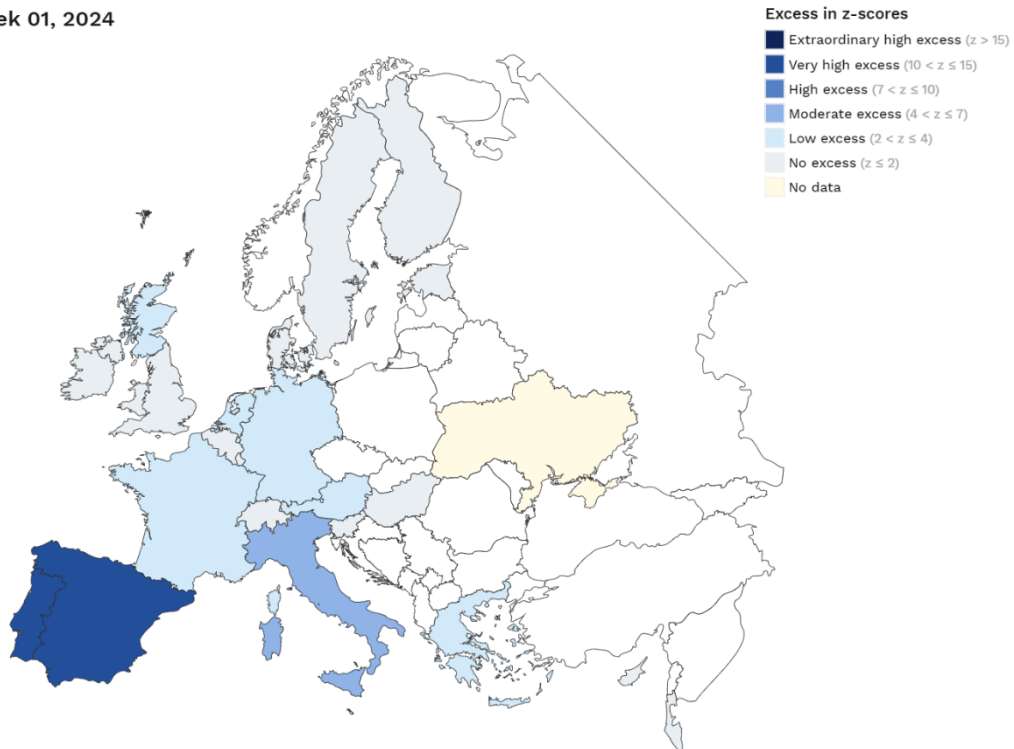 ek 01, 2024
Excess in z-scores
Extraordinary high excess (z > 15)
Very high excess (10 < z ≤ 15)
High excess (7 < z ≤ 10)
Moderate excess (4 < z ≤ 7)
Low excess (2 < z ≤ 4)
No excess (z ≤ 2)
No data